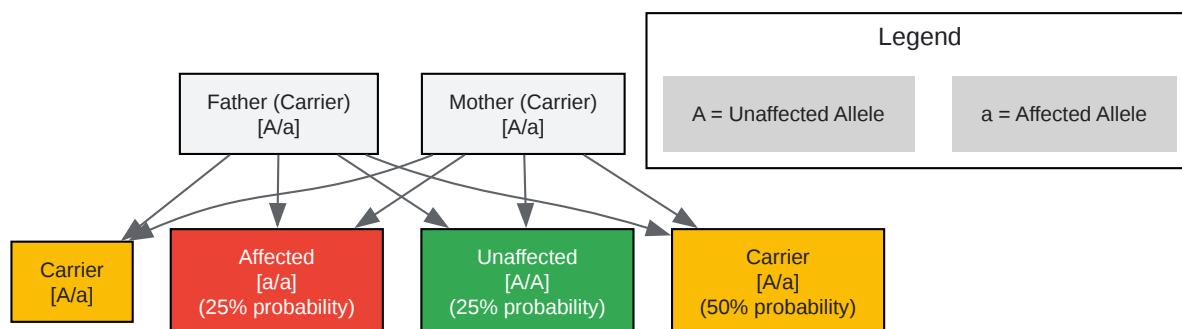 Legend
A = Unaffected Allele
a = Affected Allele
Father (Carrier)
[A/a]
Mother (Carrier)
[A/a]
Carrier
[A/a]
Affected
[a/a]
(25% probability)
Unaffected
[A/A]
(25% probability)
Carrier
[A/a]
(50% probability)